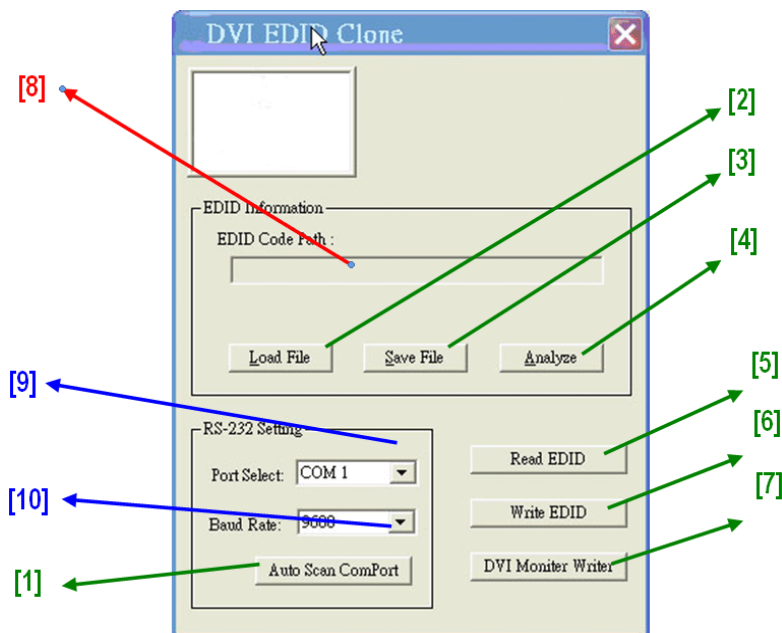 DVI EDID Clone
[8]
[2]
[3]
EDID Information
EDID Code Path :
[4]
Load File
Save File
Analyze
[5]
[9]
RS-232 Setting
[6]
Read EDID
Port Select: COM 1
[7]
[10]
Write EDID
Baud Rate: 9600
[1]
Auto Scan ComPort
DVI Moniter Writer